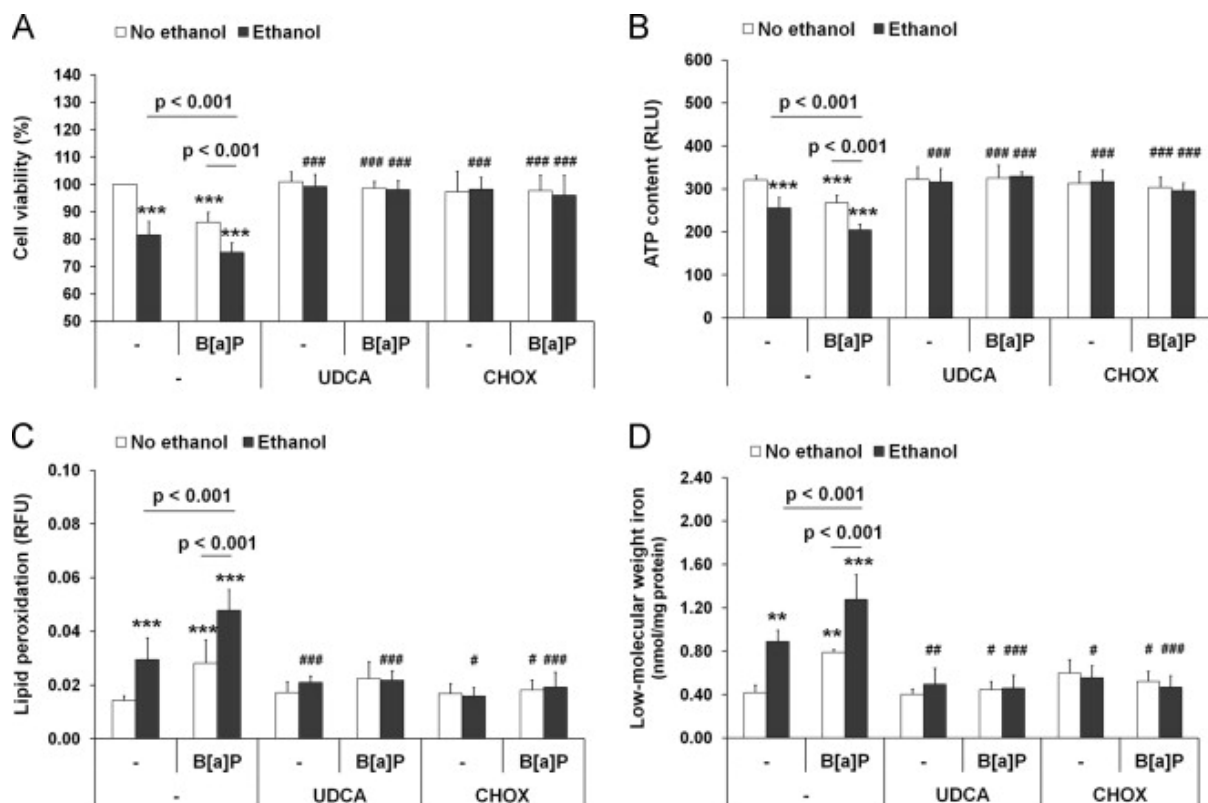 A
No ethanol Ethanol
Cell viability (%)
140
130
120
110
100
90
80
70
60
50
p < 0.001
p < 0.001
*** *** ***
### ### ### ### ### ###
- B[a]P - B[a]P - B[a]P
- UDCA CHOX
B
No ethanol Ethanol
ATP content (RLU)
600
500
400
300
200
100
0
p < 0.001
p < 0.001
*** *** ***
### ### ### ### ### ###
- B[a]P - B[a]P - B[a]P
- UDCA CHOX
C
No ethanol Ethanol
Lipid peroxidation (RFU)
0.10
0.08
0.06
0.04
0.02
0.00
p < 0.001
p < 0.001
*** *** ***
### ### # # ###
- B[a]P - B[a]P - B[a]P
- UDCA CHOX
D
No ethanol Ethanol
Low-molecular weight iron
(nmol/mg protein)
2.40
2.00
1.60
1.20
0.80
0.40
0.00
p < 0.001
p < 0.001
** ** ***
## # ### # # ###
- B[a]P - B[a]P - B[a]P
- UDCA CHOX